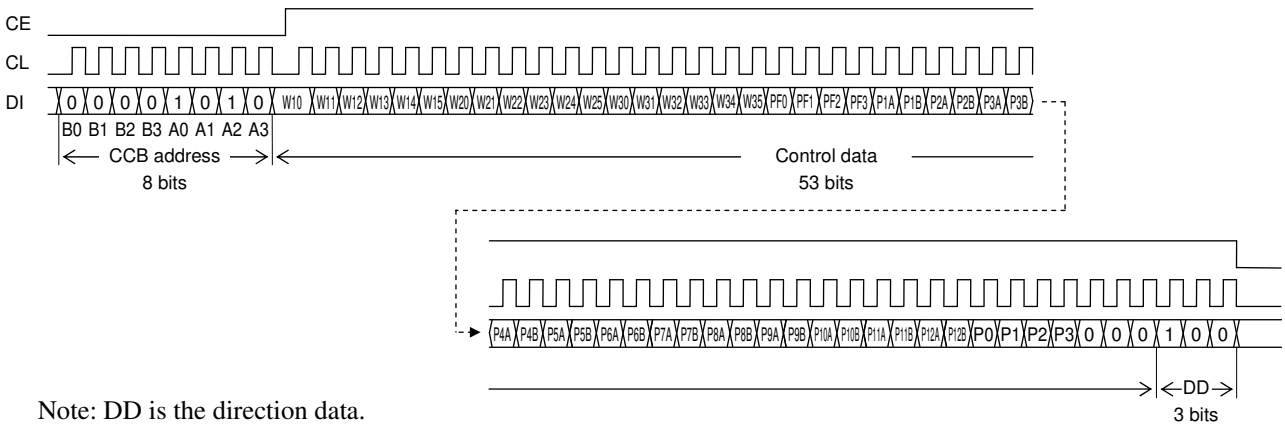 CE
CL
DI 0 0 0 0 1 0 1 0 W10 W11 W12 W13 W14 W15 W20 W21 W22 W23 W24 W25 W30 W31 W32 W33 W34 W35 PF0 PF1 PF2 PF3 P1A P1B P2A P2B P3A P3B
B0 B1 B2 B3 A0 A1 A2 A3
CCB address Control data
8 bits 53 bits
P4A P4B P5A P5B P6A P6B P7A P7B P8A P8B P9A P9B P10A P10B P11A P11B P12A P12B P0 P1 P2 P3 0 0 0 1 0 0
DD
Note: DD is the direction data.
3 bits